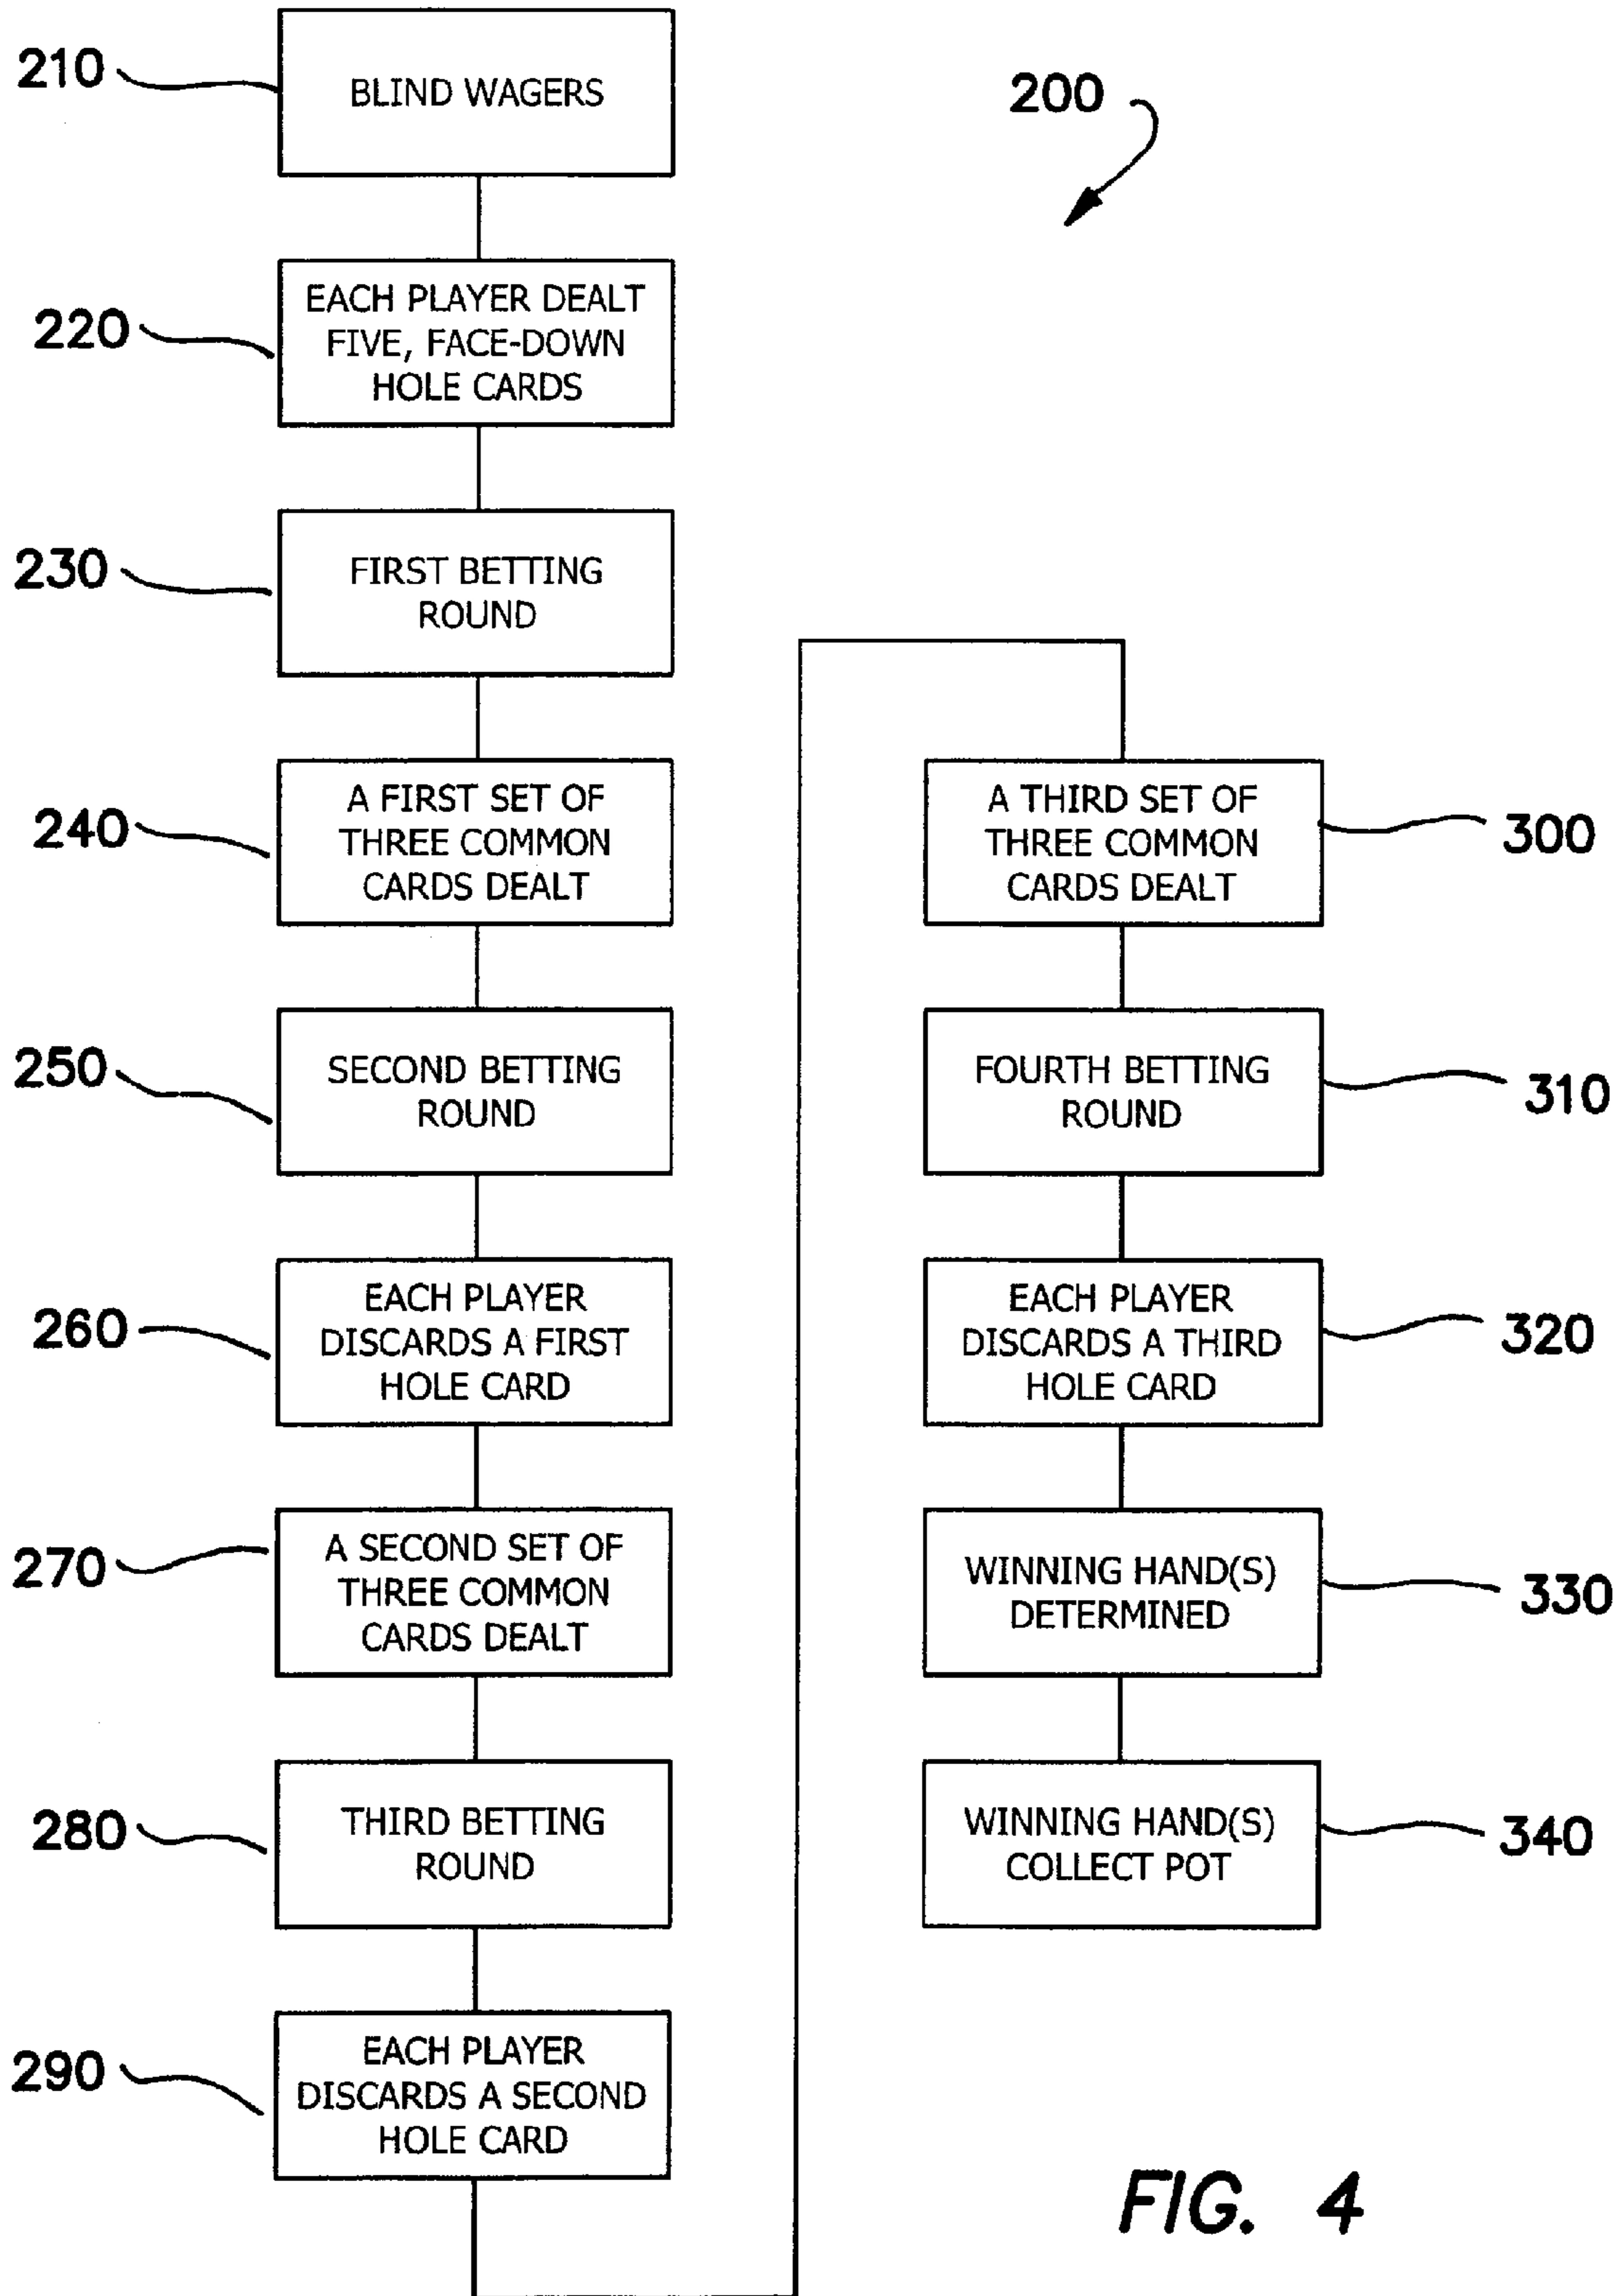 210
BLIND WAGERS
200
220
EACH PLAYER DEALT
FIVE, FACE-DOWN
HOLE CARDS
230
FIRST BETTING
ROUND
240
A FIRST SET OF
THREE COMMON
CARDS DEALT
250
SECOND BETTING
ROUND
260
EACH PLAYER
DISCARDS A FIRST
HOLE CARD
270
A SECOND SET OF
THREE COMMON
CARDS DEALT
280
THIRD BETTING
ROUND
290
EACH PLAYER
DISCARDS A SECOND
HOLE CARD
A THIRD SET OF
THREE COMMON
CARDS DEALT
300
FOURTH BETTING
ROUND
310
EACH PLAYER
DISCARDS A THIRD
HOLE CARD
320
WINNING HAND(S)
DETERMINED
330
WINNING HAND(S)
COLLECT POT
340
FIG. 4